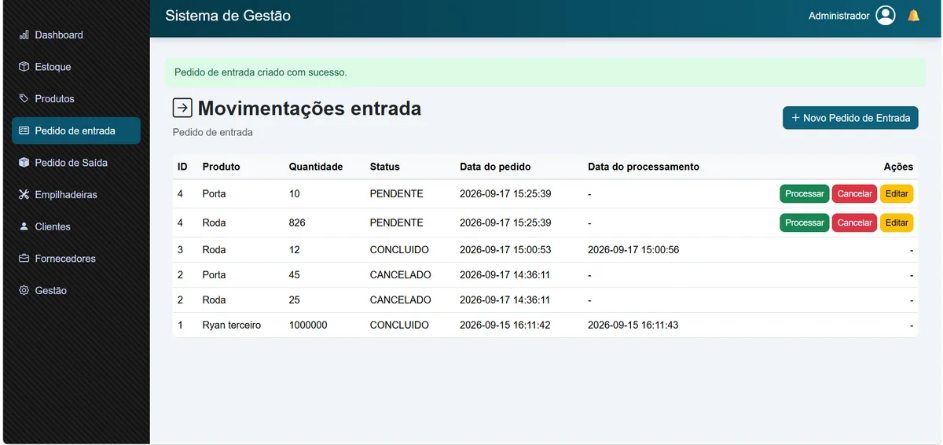 Sistema de Gestão
Administrador
Dashboard
Estoque
Produtos
Pedido de entrada
Pedido de Saída
Empilhadeiras
Clientes
Fornecedores
Gestão
Pedido de entrada criado com sucesso.
Movimentações entrada
Pedido de entrada
+ Novo Pedido de Entrada
ID Produto Quantidade Status Data do pedido Data do processamento Ações
4 Porta 10 PENDENTE 2026-09-17 15:25:39 - Processar Cancelar Editar
4 Roda 826 PENDENTE 2026-09-17 15:25:39 - Processar Cancelar Editar
3 Roda 12 CONCLUIDO 2026-09-17 15:00:53 2026-09-17 15:00:56 -
2 Porta 45 CANCELADO 2026-09-17 14:36:11 - -
2 Roda 25 CANCELADO 2026-09-17 14:36:11 - -
1 Ryan terceiro 1000000 CONCLUIDO 2026-09-15 16:11:42 2026-09-15 16:11:43 -